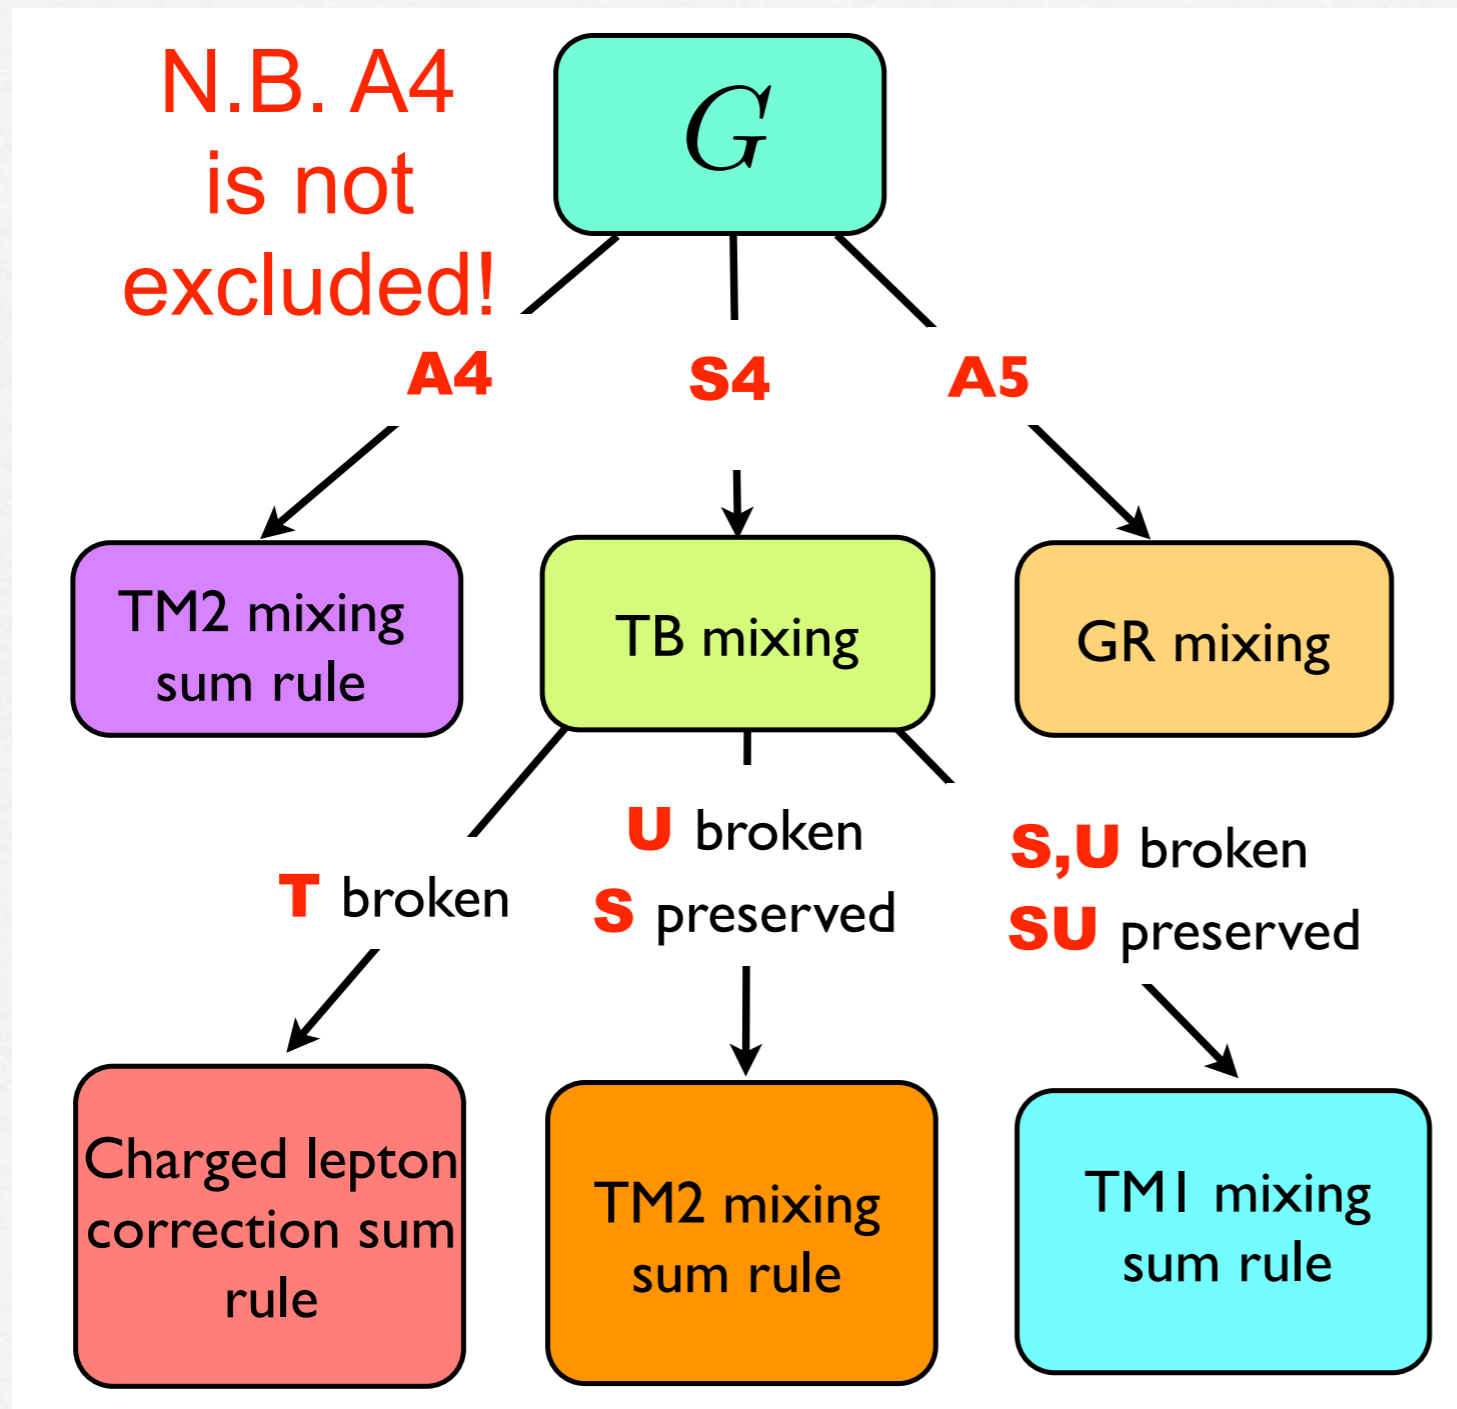 N.B. A4
is not
excluded!
G
A4
S4
A5
TM2 mixing
sum rule
TB mixing
GR mixing
T broken
U broken
S preserved
S,U broken
SU preserved
Charged lepton
correction sum
rule
TM2 mixing
sum rule
TM1 mixing
sum rule